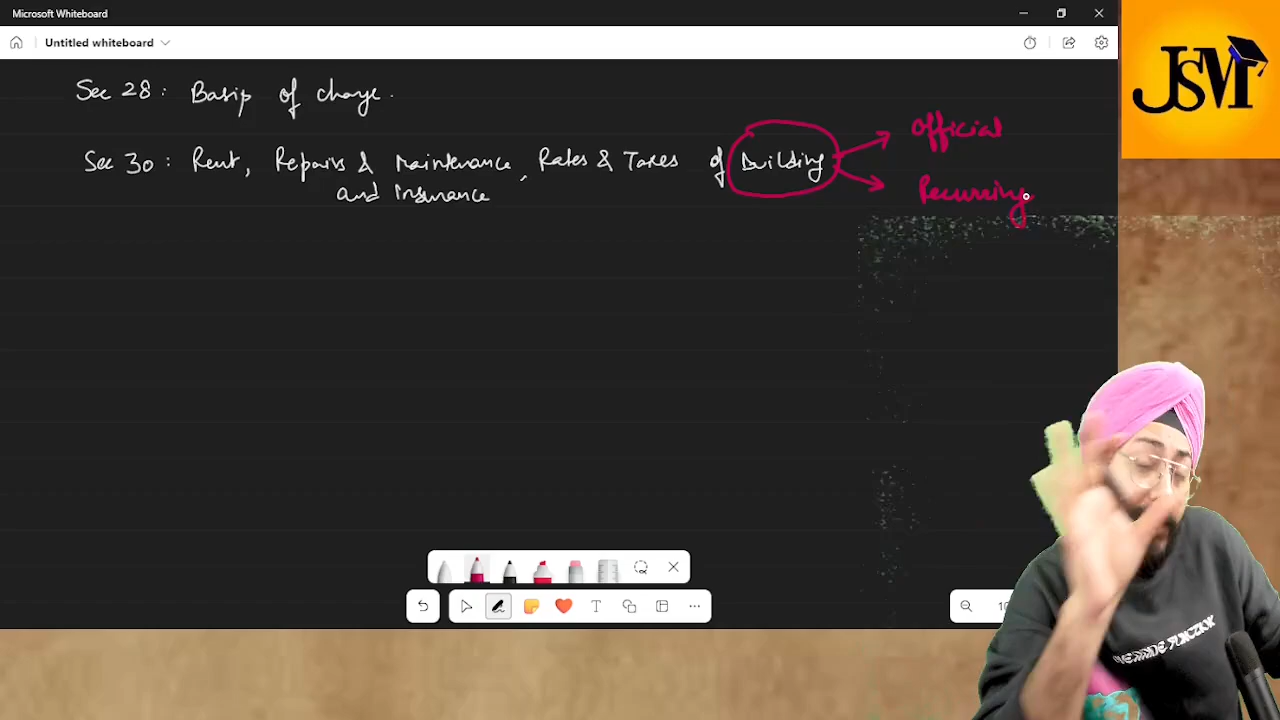 Microsoft Whiteboard
Untitled whiteboard
JSM
Sec 28: Basis of charge.
Sec 30: Rent, Repairs & Maintenance, Rates & Taxes of Building
and Insurance
Official
Recurring